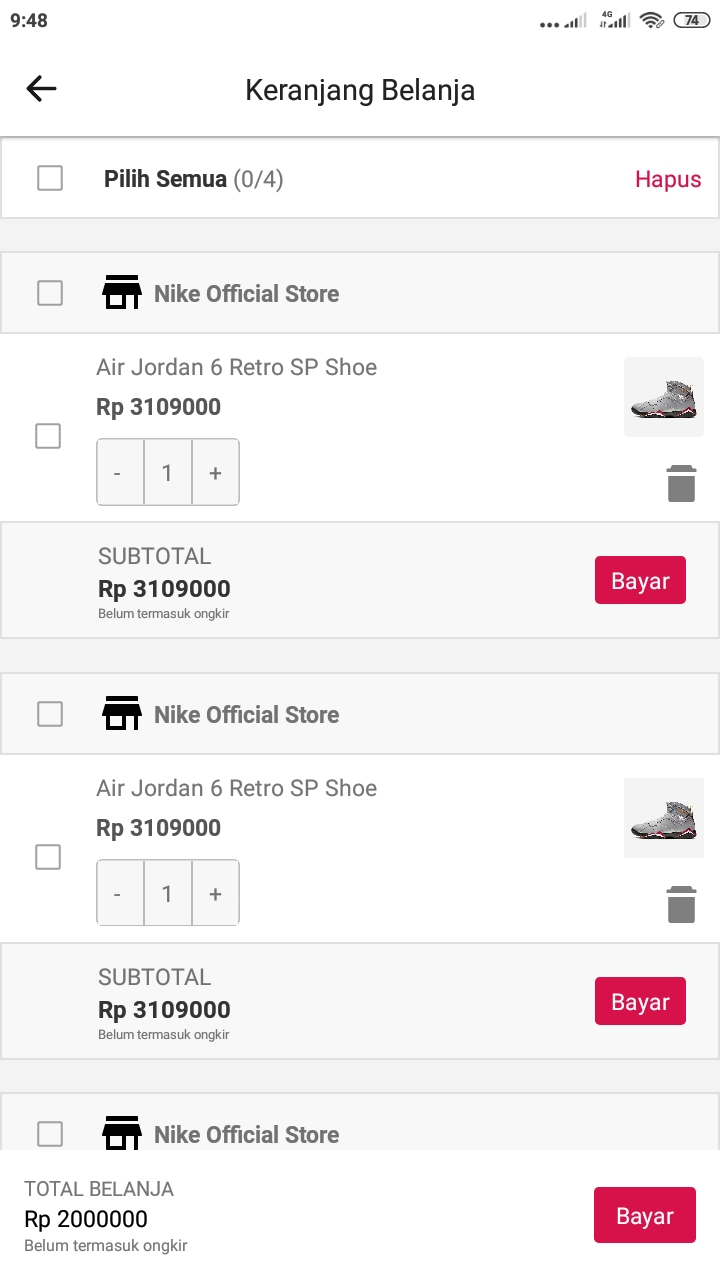 9:48
4G
74
Keranjang Belanja
Pilih Semua (0/4)
Hapus
Nike Official Store
Air Jordan 6 Retro SP Shoe
Rp 3109000
- 1 +
SUBTOTAL
Rp 3109000
Belum termasuk ongkir
Bayar
Nike Official Store
Air Jordan 6 Retro SP Shoe
Rp 3109000
- 1 +
SUBTOTAL
Rp 3109000
Belum termasuk ongkir
Bayar
Nike Official Store
TOTAL BELANJA
Rp 2000000
Belum termasuk ongkir
Bayar